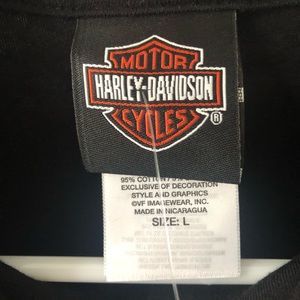 MOTOR
HARLEY-DAVIDSON
CYCLES
®
95% COTTON
EXCLUSIVE OF DECORATION
STYLE AND GRAPHICS
©VF IMAGEWEAR, INC.
MADE IN NICARAGUA
SIZE: L